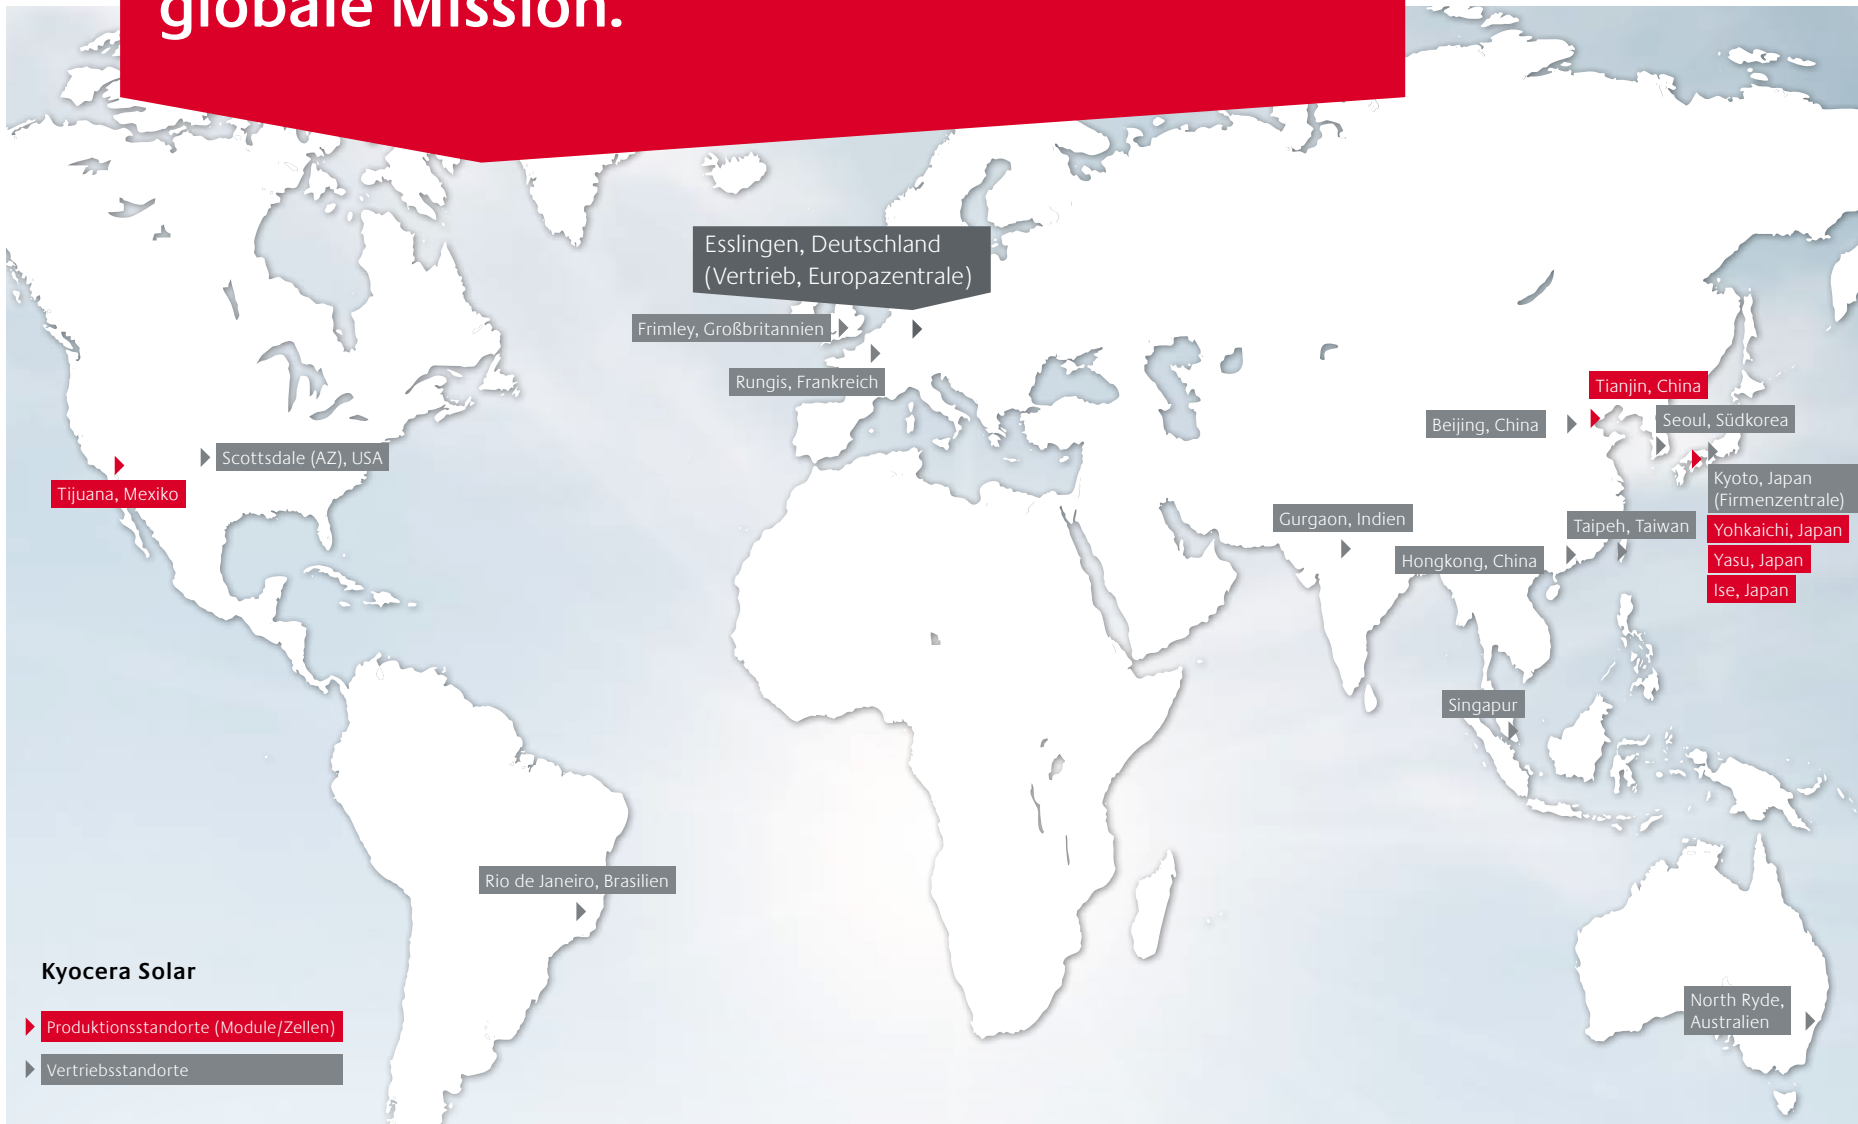 globale Mission.
Esslingen, Deutschland
(Vertrieb, Europazentrale)
Frimley, Großbritannien
Rungis, Frankreich
Tianjin, China
Beijing, China
Seoul, Südkorea
Scottsdale (AZ), USA
Tijuana, Mexiko
Kyoto, Japan
(Firmenzentrale)
Gurgaon, Indien
Taipeh, Taiwan
Yohkaichi, Japan
Hongkong, China
Yasu, Japan
Ise, Japan
Singapur
Rio de Janeiro, Brasilien
North Ryde,
Australien
Kyocera Solar
Produktionsstandorte (Module/Zellen)
Vertriebsstandorte